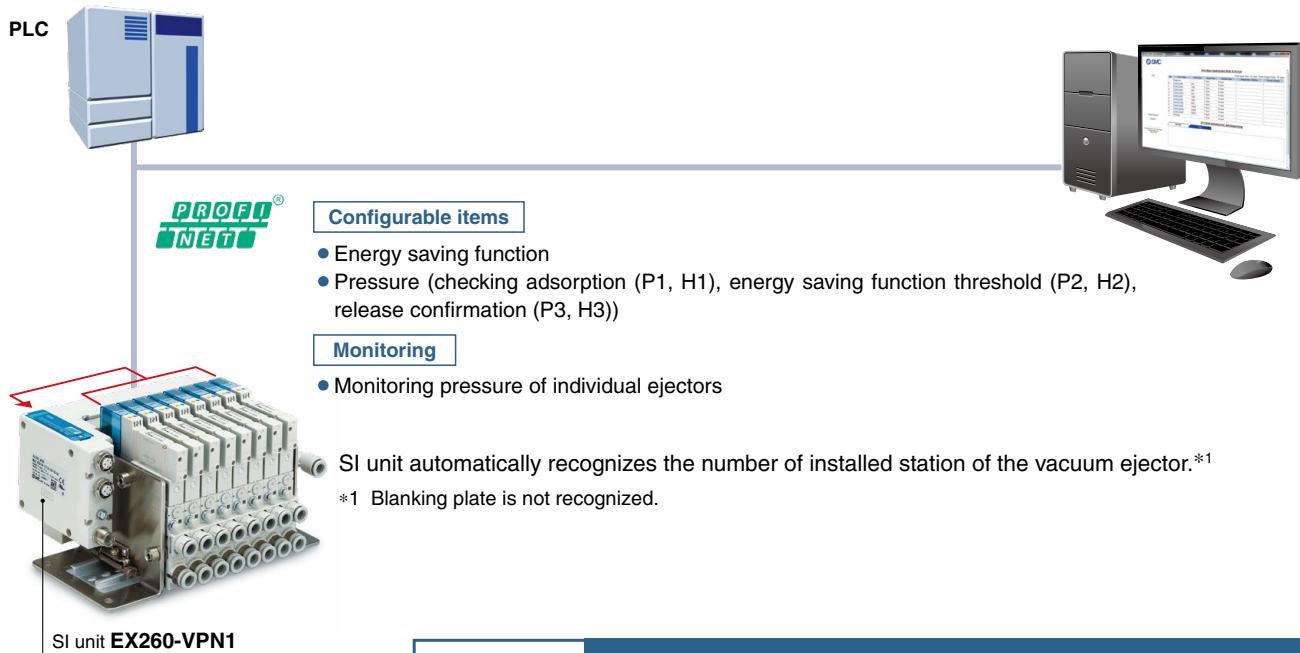 PLC
SMC
PROFI®
NET
Configurable items
● Energy saving function
● Pressure (checking adsorption (P1, H1), energy saving function threshold (P2, H2),
release confirmation (P3, H3))
Monitoring
● Monitoring pressure of individual ejectors
SI unit automatically recognizes the number of installed station of the vacuum ejector.*1
*1 Blanking plate is not recognized.
SI unit EX260-VPN1